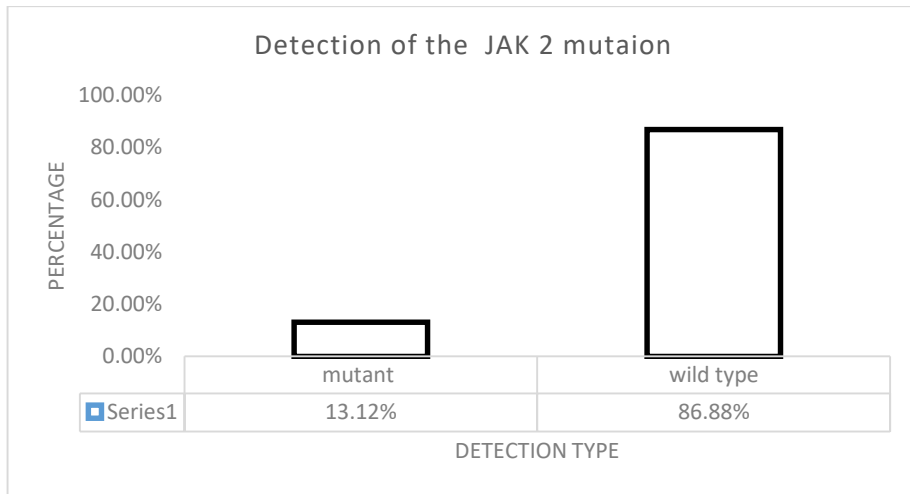 Detection of the JAK 2 mutaion
100.00%
80.00%
60.00%
40.00%
20.00%
0.00%
PERCENTAGE
mutant wild type
Series1 13.12% 86.88%
DETECTION TYPE